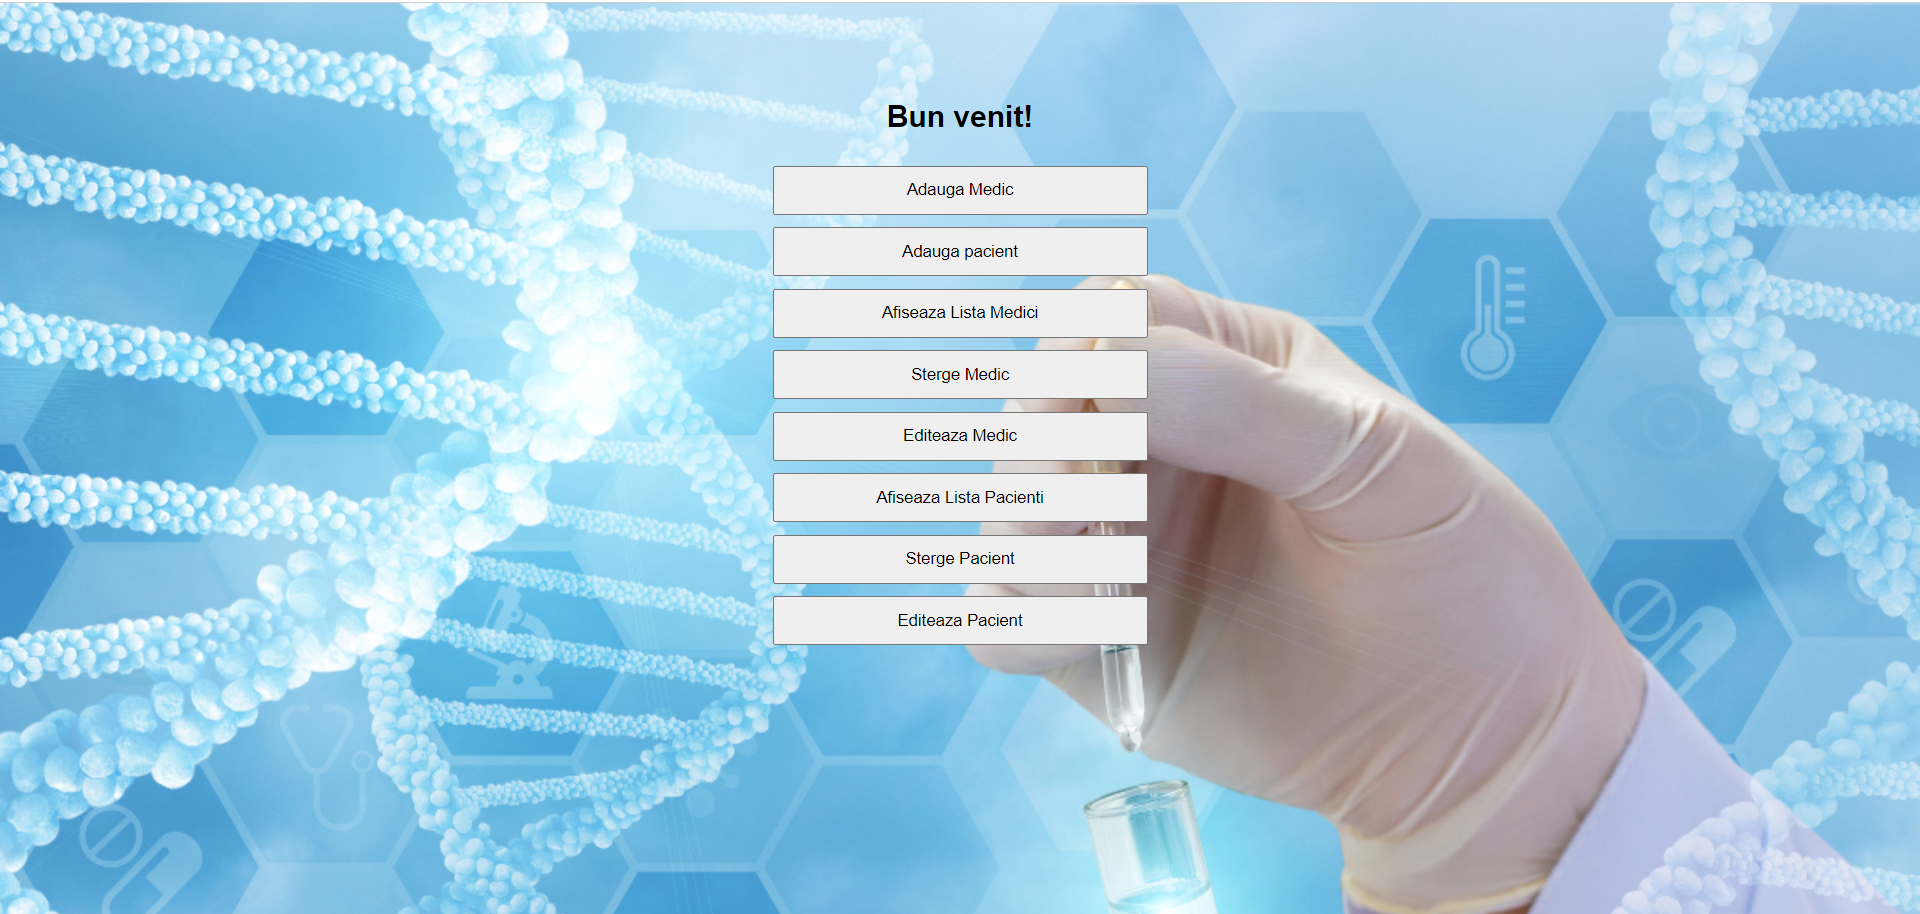 Bun venit!
Adauga Medic
Adauga pacient
Afiseaza Lista Medici
Sterge Medic
Editeaza Medic
Afiseaza Lista Pacienti
Sterge Pacient
Editeaza Pacient